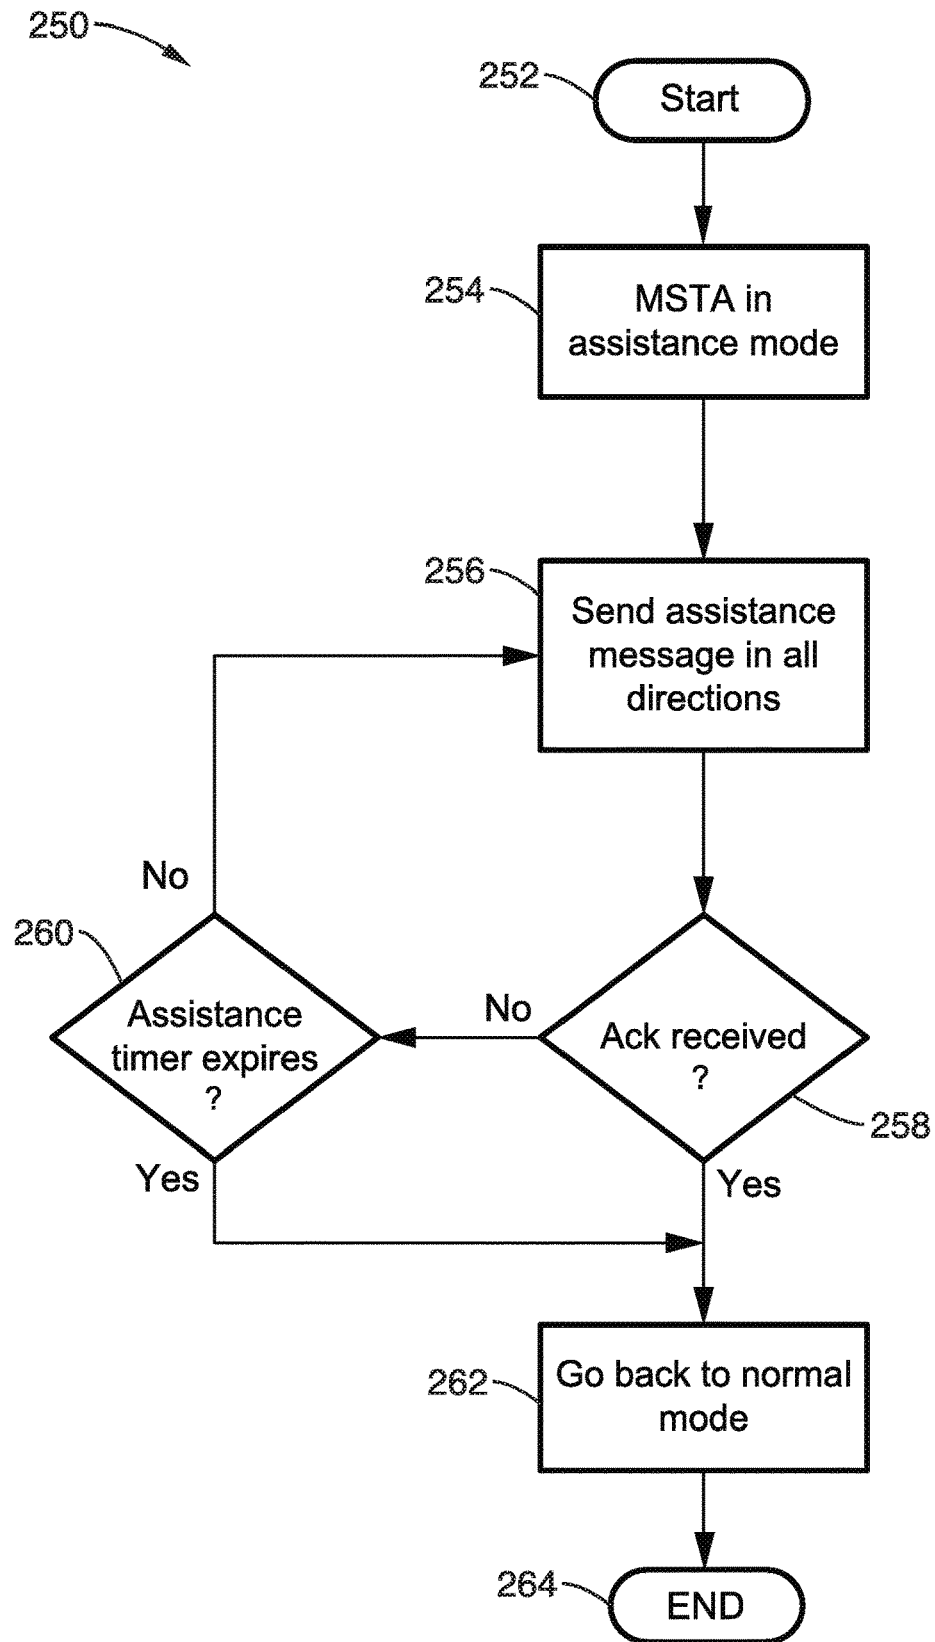 250
252
Start
254
MSTA in
assistance mode
256
Send assistance
message in all
directions
No
260
Assistance
timer expires
?
No
Ack received
?
258
Yes
Yes
262
Go back to normal
mode
264
END